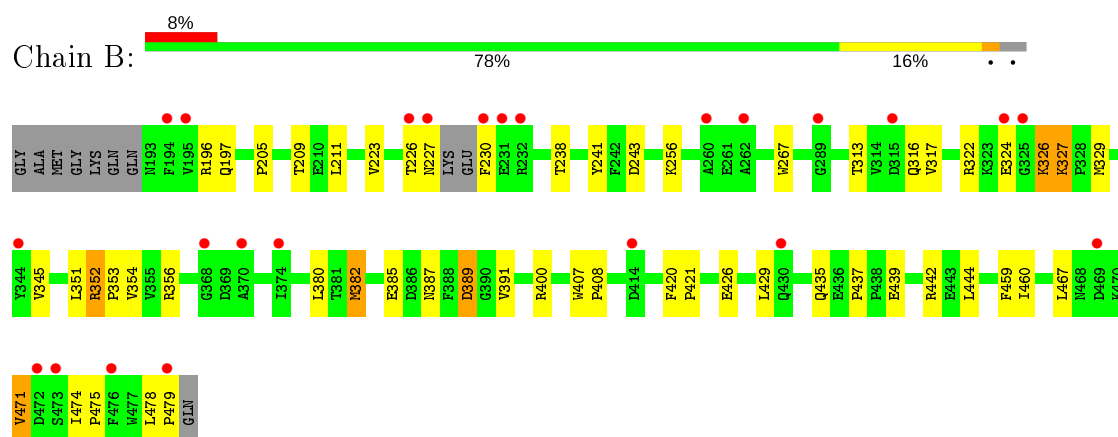 8%
Chain B:
78%
16%
•
•
GLY ALA MET GLY LYS GLN GLN N193 F194 V195 R196 Q197 P205 T209 E210 L211 V223 T226 N227 LYS GLU F230 E231 R232 T238 Y241 F242 D243 K256 A260 E261 A262 W267 G289 T313 V314 D315 Q316 V317 R322 K323 E324 G325 K326 K327 P328 M329
Y344 V345 L351 R352 P353 V354 V355 R356 G368 D369 A370 I374 L380 T381 M382 E385 D386 N387 F388 D389 G390 V391 R400 W407 P408 D414 F420 P421 E426 L429 Q430 Q435 E436 P437 P438 E439 R442 E443 L444 F459 I460 L467 N468 D469 K470
V471 D472 S473 I474 P475 F476 W477 L478 P479 GLN